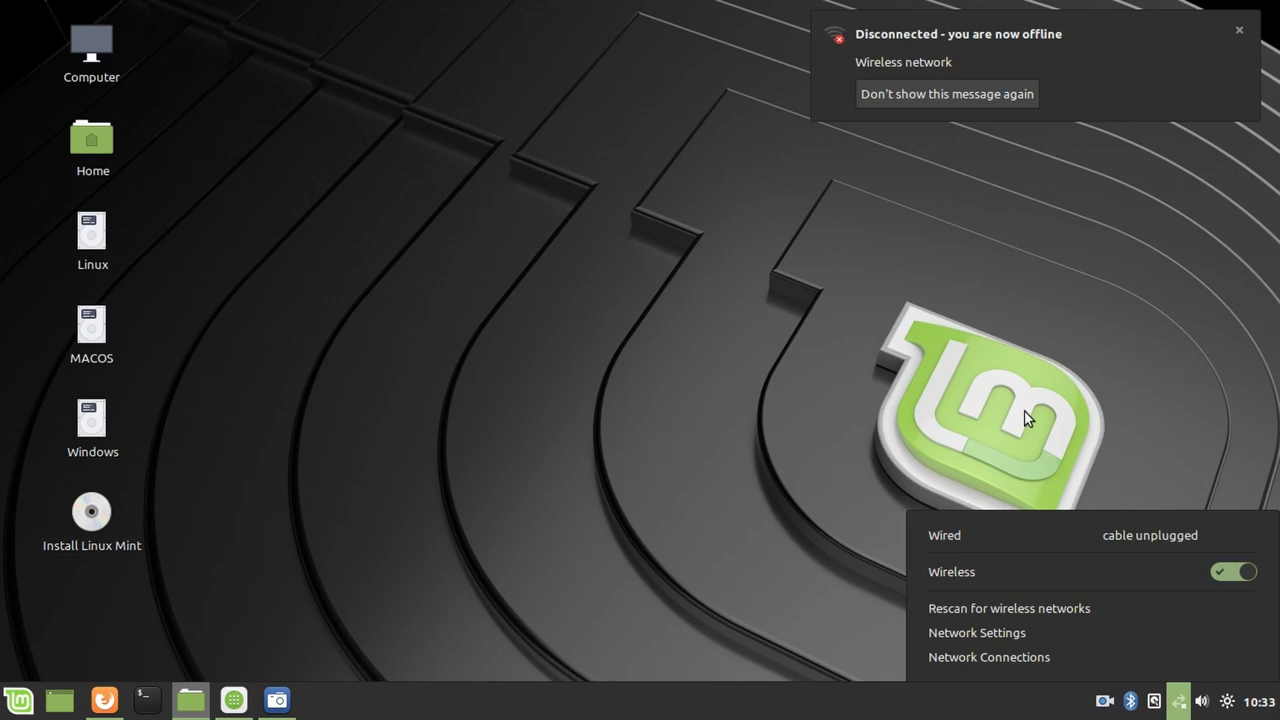 Computer
Home
Linux
MACOS
Windows
Install Linux Mint
Disconnected - you are now offline
Wireless network
Don't show this message again
Wired cable unplugged
Wireless
Rescan for wireless networks
Network Settings
Network Connections
10:33